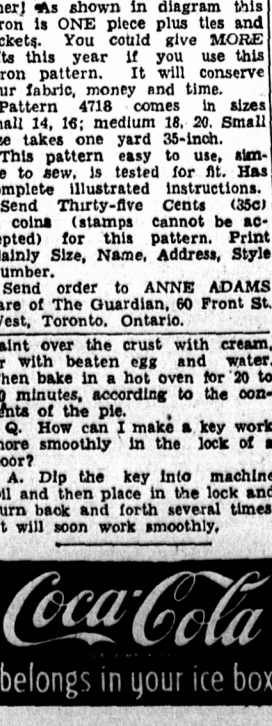 her! As shown in diagram this
ron is ONE piece plus ties and
ckets. You could give MORE
ts this year if you use this
ron pattern. It will conserve
ur fabric, money and time.
Pattern 4718 comes in sizes
nall 14, 16; medium 18, 20. Small
ze takes one yard 35-inch.
This pattern easy to use, sim-
e to sew, is tested for fit. Has
mplete illustrated instructions.
Send Thirty-five Cents (35c)
coins (stamps cannot be ac-
epted) for this pattern. Print
lainly Size, Name, Address, Style
umber.
Send order to ANNE ADAMS
are of The Guardian, 60 Front St.
West, Toronto. Ontario.
aint over the crust with cream,
r with beaten egg and water.
hen bake in a hot oven for 20 to
0 minutes, according to the con-
ents of the pie.
Q. How can I make a key work
more smoothly in the lock of a
oor?
A. Dip the key into machine
il and then place in the lock and
urn back and forth several times
t will soon work smoothly.
Coca-Cola
belongs in your ice box